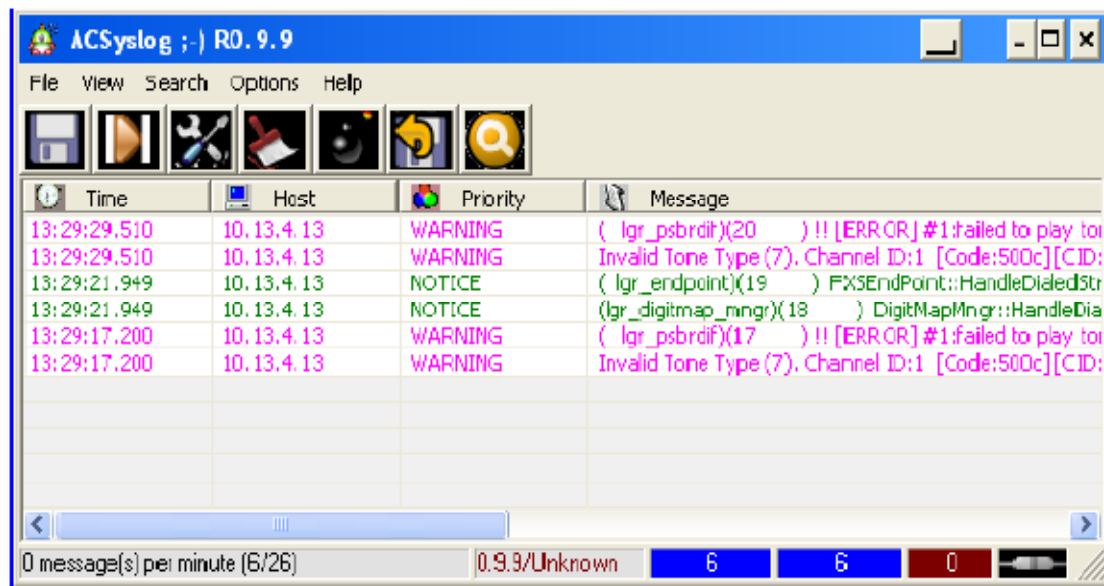 ACSyslog ;-) R0.9.9
File View Search Options Help
Time Host Priority Message
13:29:29.510 10.13.4.13 WARNING ( lgr_psbrdif)(20 ) !! [ERROR] #1:failed to play to
13:29:29.510 10.13.4.13 WARNING Invalid Tone Type (7). Channel ID:1 [Code:500c][CID:
13:29:21.949 10.13.4.13 NOTICE ( lgr_endpoint)(19 ) FXSEndPoint::HandleDialedStr
13:29:21.949 10.13.4.13 NOTICE (lgr_digitmap_mngr)(18 ) DigitMapMngr::HandleDia
13:29:17.200 10.13.4.13 WARNING ( lgr_psbrdif)(17 ) !! [ERROR] #1:failed to play to
13:29:17.200 10.13.4.13 WARNING Invalid Tone Type (7). Channel ID:1 [Code:500c][CID:
0 message(s) per minute (6/26) 0.9.9/Unknown 6 6 0